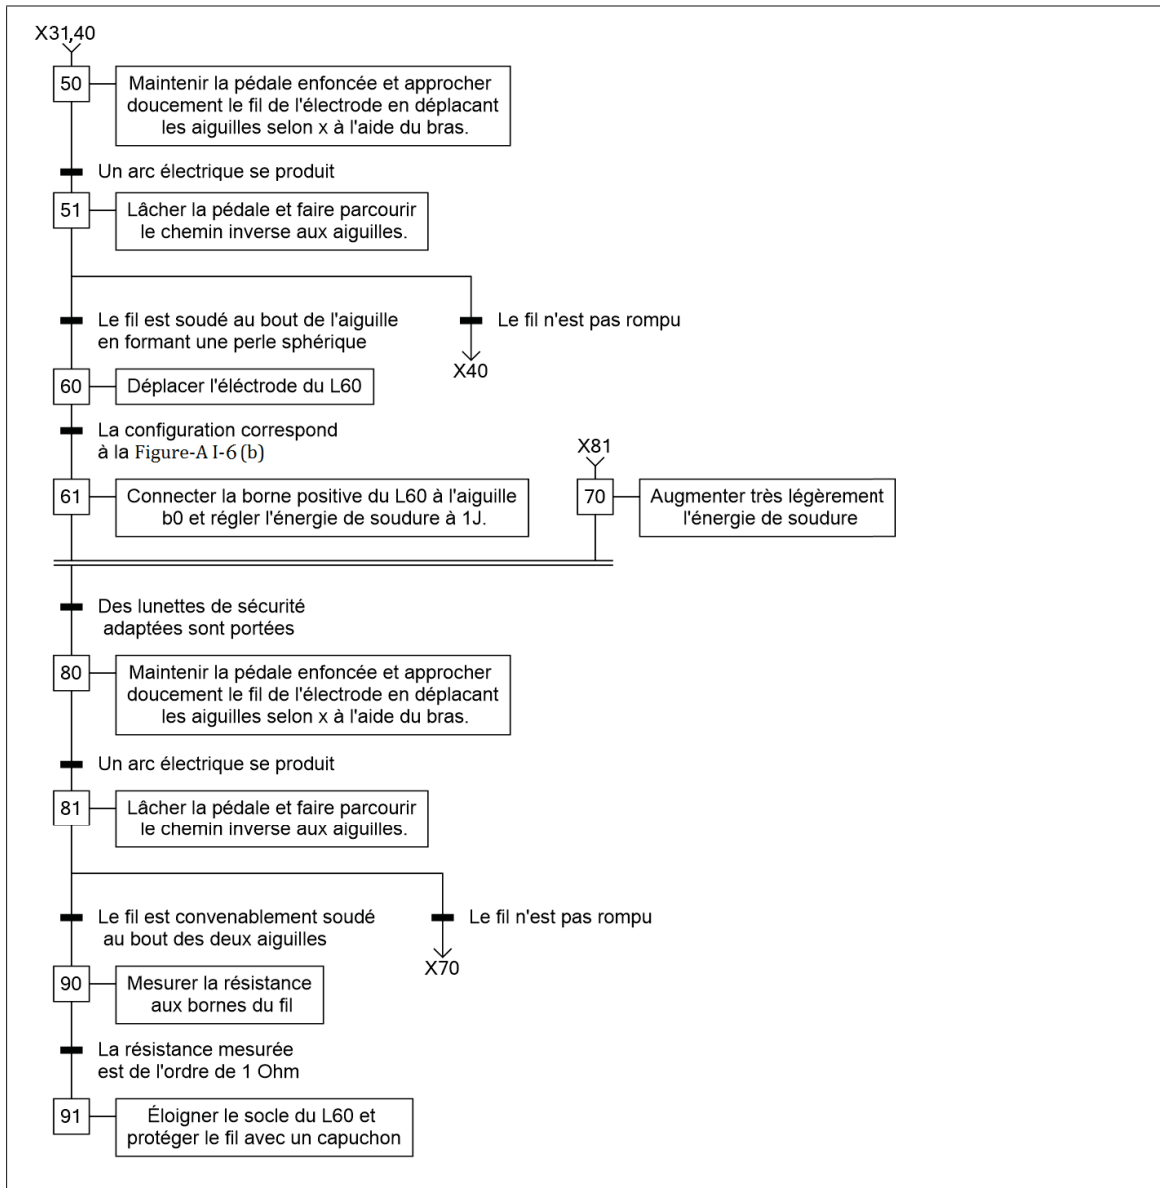 X31,40
50
Maintenir la pédale enfoncée et approcher
doucement le fil de l'électrode en déplacant
les aiguilles selon x à l'aide du bras.
Un arc électrique se produit
51
Lâcher la pédale et faire parcourir
le chemin inverse aux aiguilles.
Le fil est soudé au bout de l'aiguille
en formant une perle sphérique
Le fil n'est pas rompu
X40
60
Déplacer l'éléctrode du L60
La configuration correspond
à la Figure-A I-6 (b)
X81
61
Connecter la borne positive du L60 à l'aiguille
b0 et régler l'énergie de soudure à 1J.
70
Augmenter très légèrement
l'énergie de soudure
Des lunettes de sécurité
adaptées sont portées
80
Maintenir la pédale enfoncée et approcher
doucement le fil de l'électrode en déplacant
les aiguilles selon x à l'aide du bras.
Un arc électrique se produit
81
Lâcher la pédale et faire parcourir
le chemin inverse aux aiguilles.
Le fil est convenablement soudé
au bout des deux aiguilles
Le fil n'est pas rompu
X70
90
Mesurer la résistance
aux bornes du fil
La résistance mesurée
est de l'ordre de 1 Ohm
91
Éloigner le socle du L60 et
protéger le fil avec un capuchon